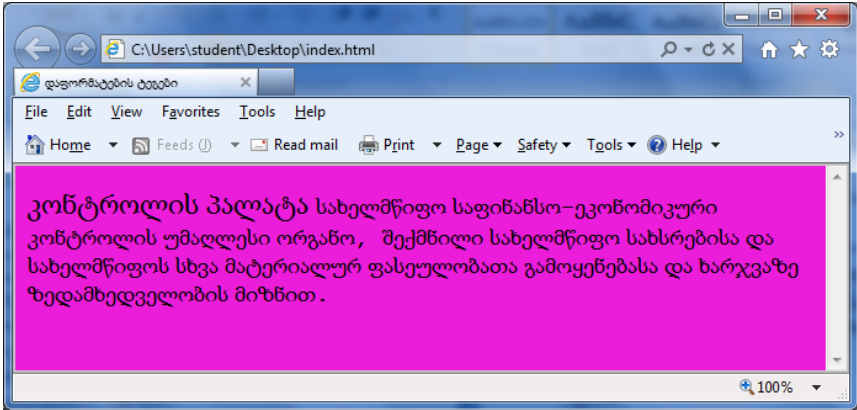 C:\Users\student\Desktop\index.html
დაფორმატების ტეგები
File Edit View Favorites Tools Help
Home Feeds (J) Read mail Print Page Safety Tools Help »
კონტროლის პალატა სახელმწიფო საფინანსო-ეკონომიკური
კონტროლის უმაღლესი ორგანო, შექმნილი სახელმწიფო სახსრებისა და
სახელმწიფოს სხვა მატერიალურ ფასეულობათა გამოყენებასა და ხარჯვაზე
ზედამხედველობის მიზნით.
100%